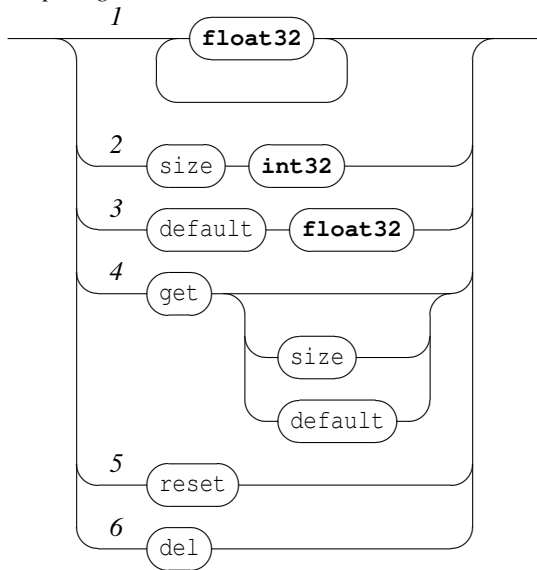 1
float32
2
size int32
3
default float32
4
get
size
default
5
reset
6
del